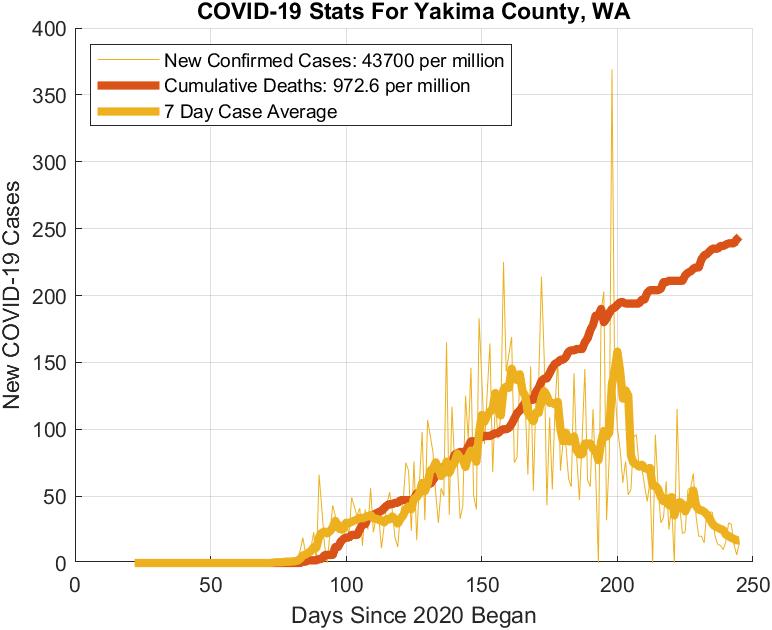 COVID-19 Stats For Yakima County, WA
400
350
300
250
200
150
100
50
0
New COVID-19 Cases
New Confirmed Cases: 43700 per million
Cumulative Deaths: 972.6 per million
7 Day Case Average
0 50 100 150 200 250
Days Since 2020 Began